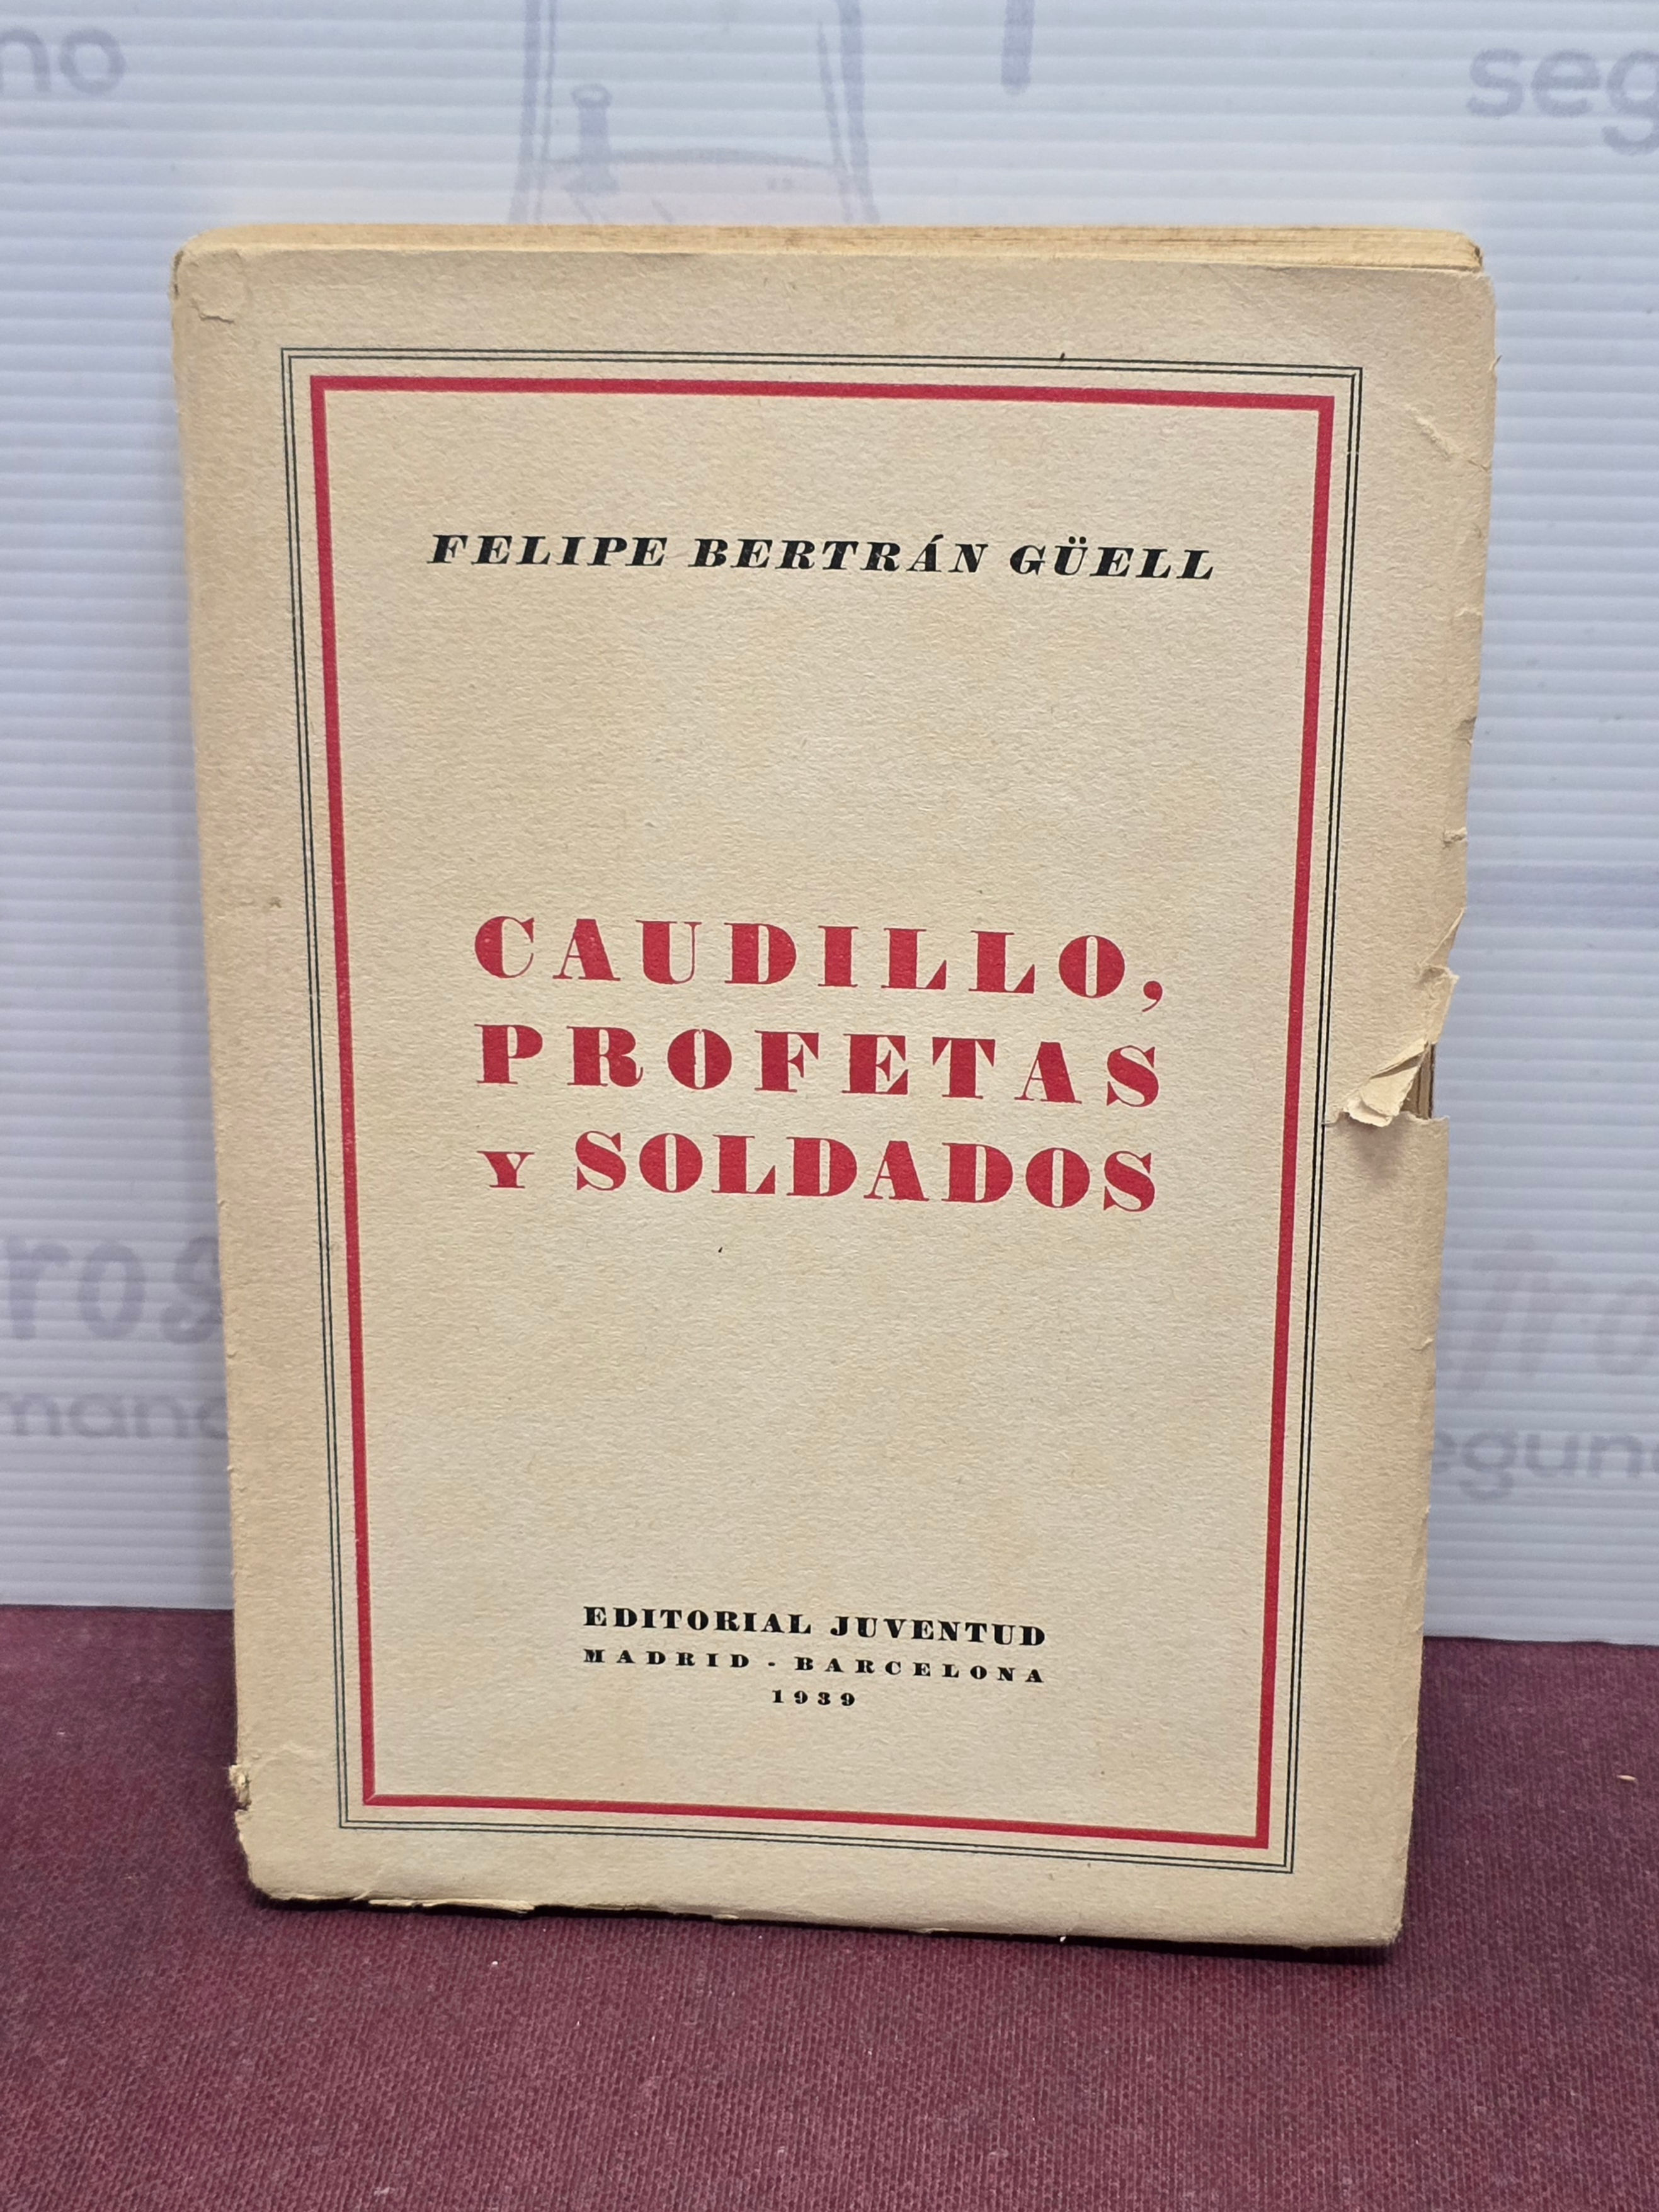 FELIPE BERTRÁN GÜELL
CAUDILLO,
PROFETAS
Y SOLDADOS
EDITORIAL JUVENTUD
MADRID - BARCELONA
1939